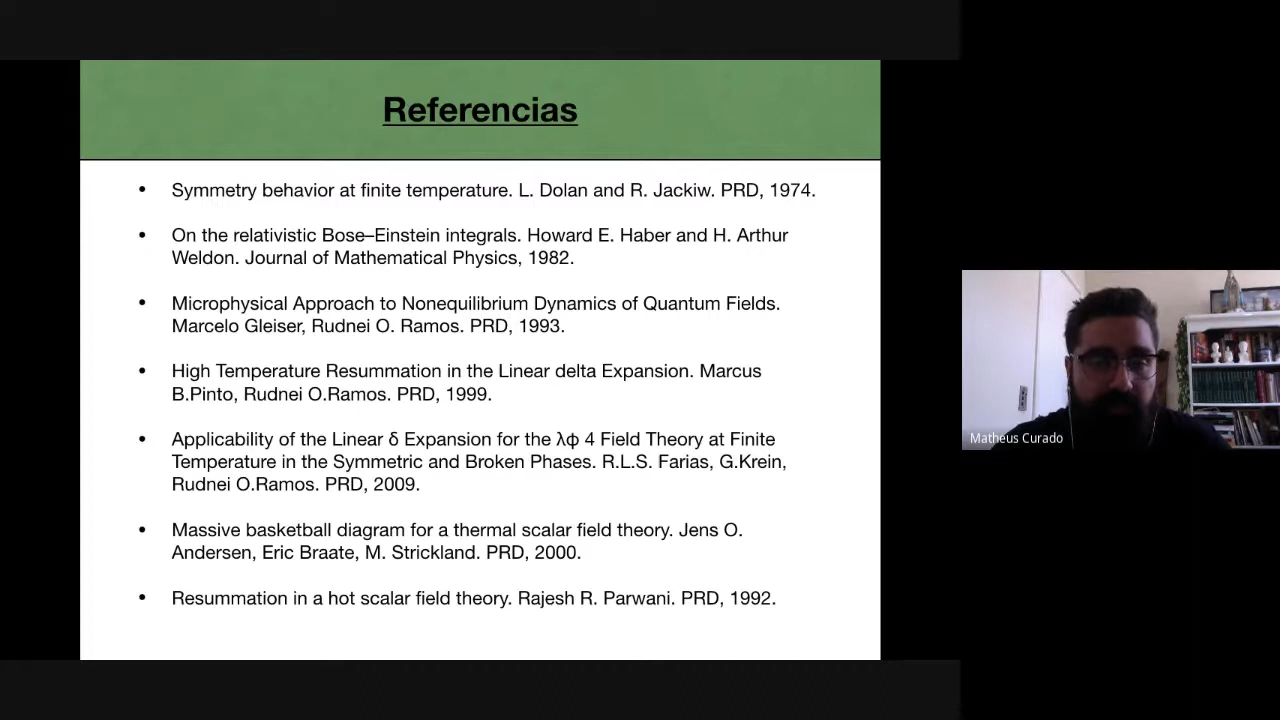 Referencias
• Symmetry behavior at finite temperature. L. Dolan and R. Jackiw. PRD, 1974.
• On the relativistic Bose–Einstein integrals. Howard E. Haber and H. Arthur
Weldon. Journal of Mathematical Physics, 1982.
• Microphysical Approach to Nonequilibrium Dynamics of Quantum Fields.
Marcelo Gleiser, Rudnei O. Ramos. PRD, 1993.
• High Temperature Resummation in the Linear delta Expansion. Marcus
B.Pinto, Rudnei O.Ramos. PRD, 1999.
• Applicability of the Linear δ Expansion for the λφ 4 Field Theory at Finite
Temperature in the Symmetric and Broken Phases. R.L.S. Farias, G.Krein,
Rudnei O.Ramos. PRD, 2009.
• Massive basketball diagram for a thermal scalar field theory. Jens O.
Andersen, Eric Braate, M. Strickland. PRD, 2000.
• Resummation in a hot scalar field theory. Rajesh R. Parwani. PRD, 1992.
Matheus Curado